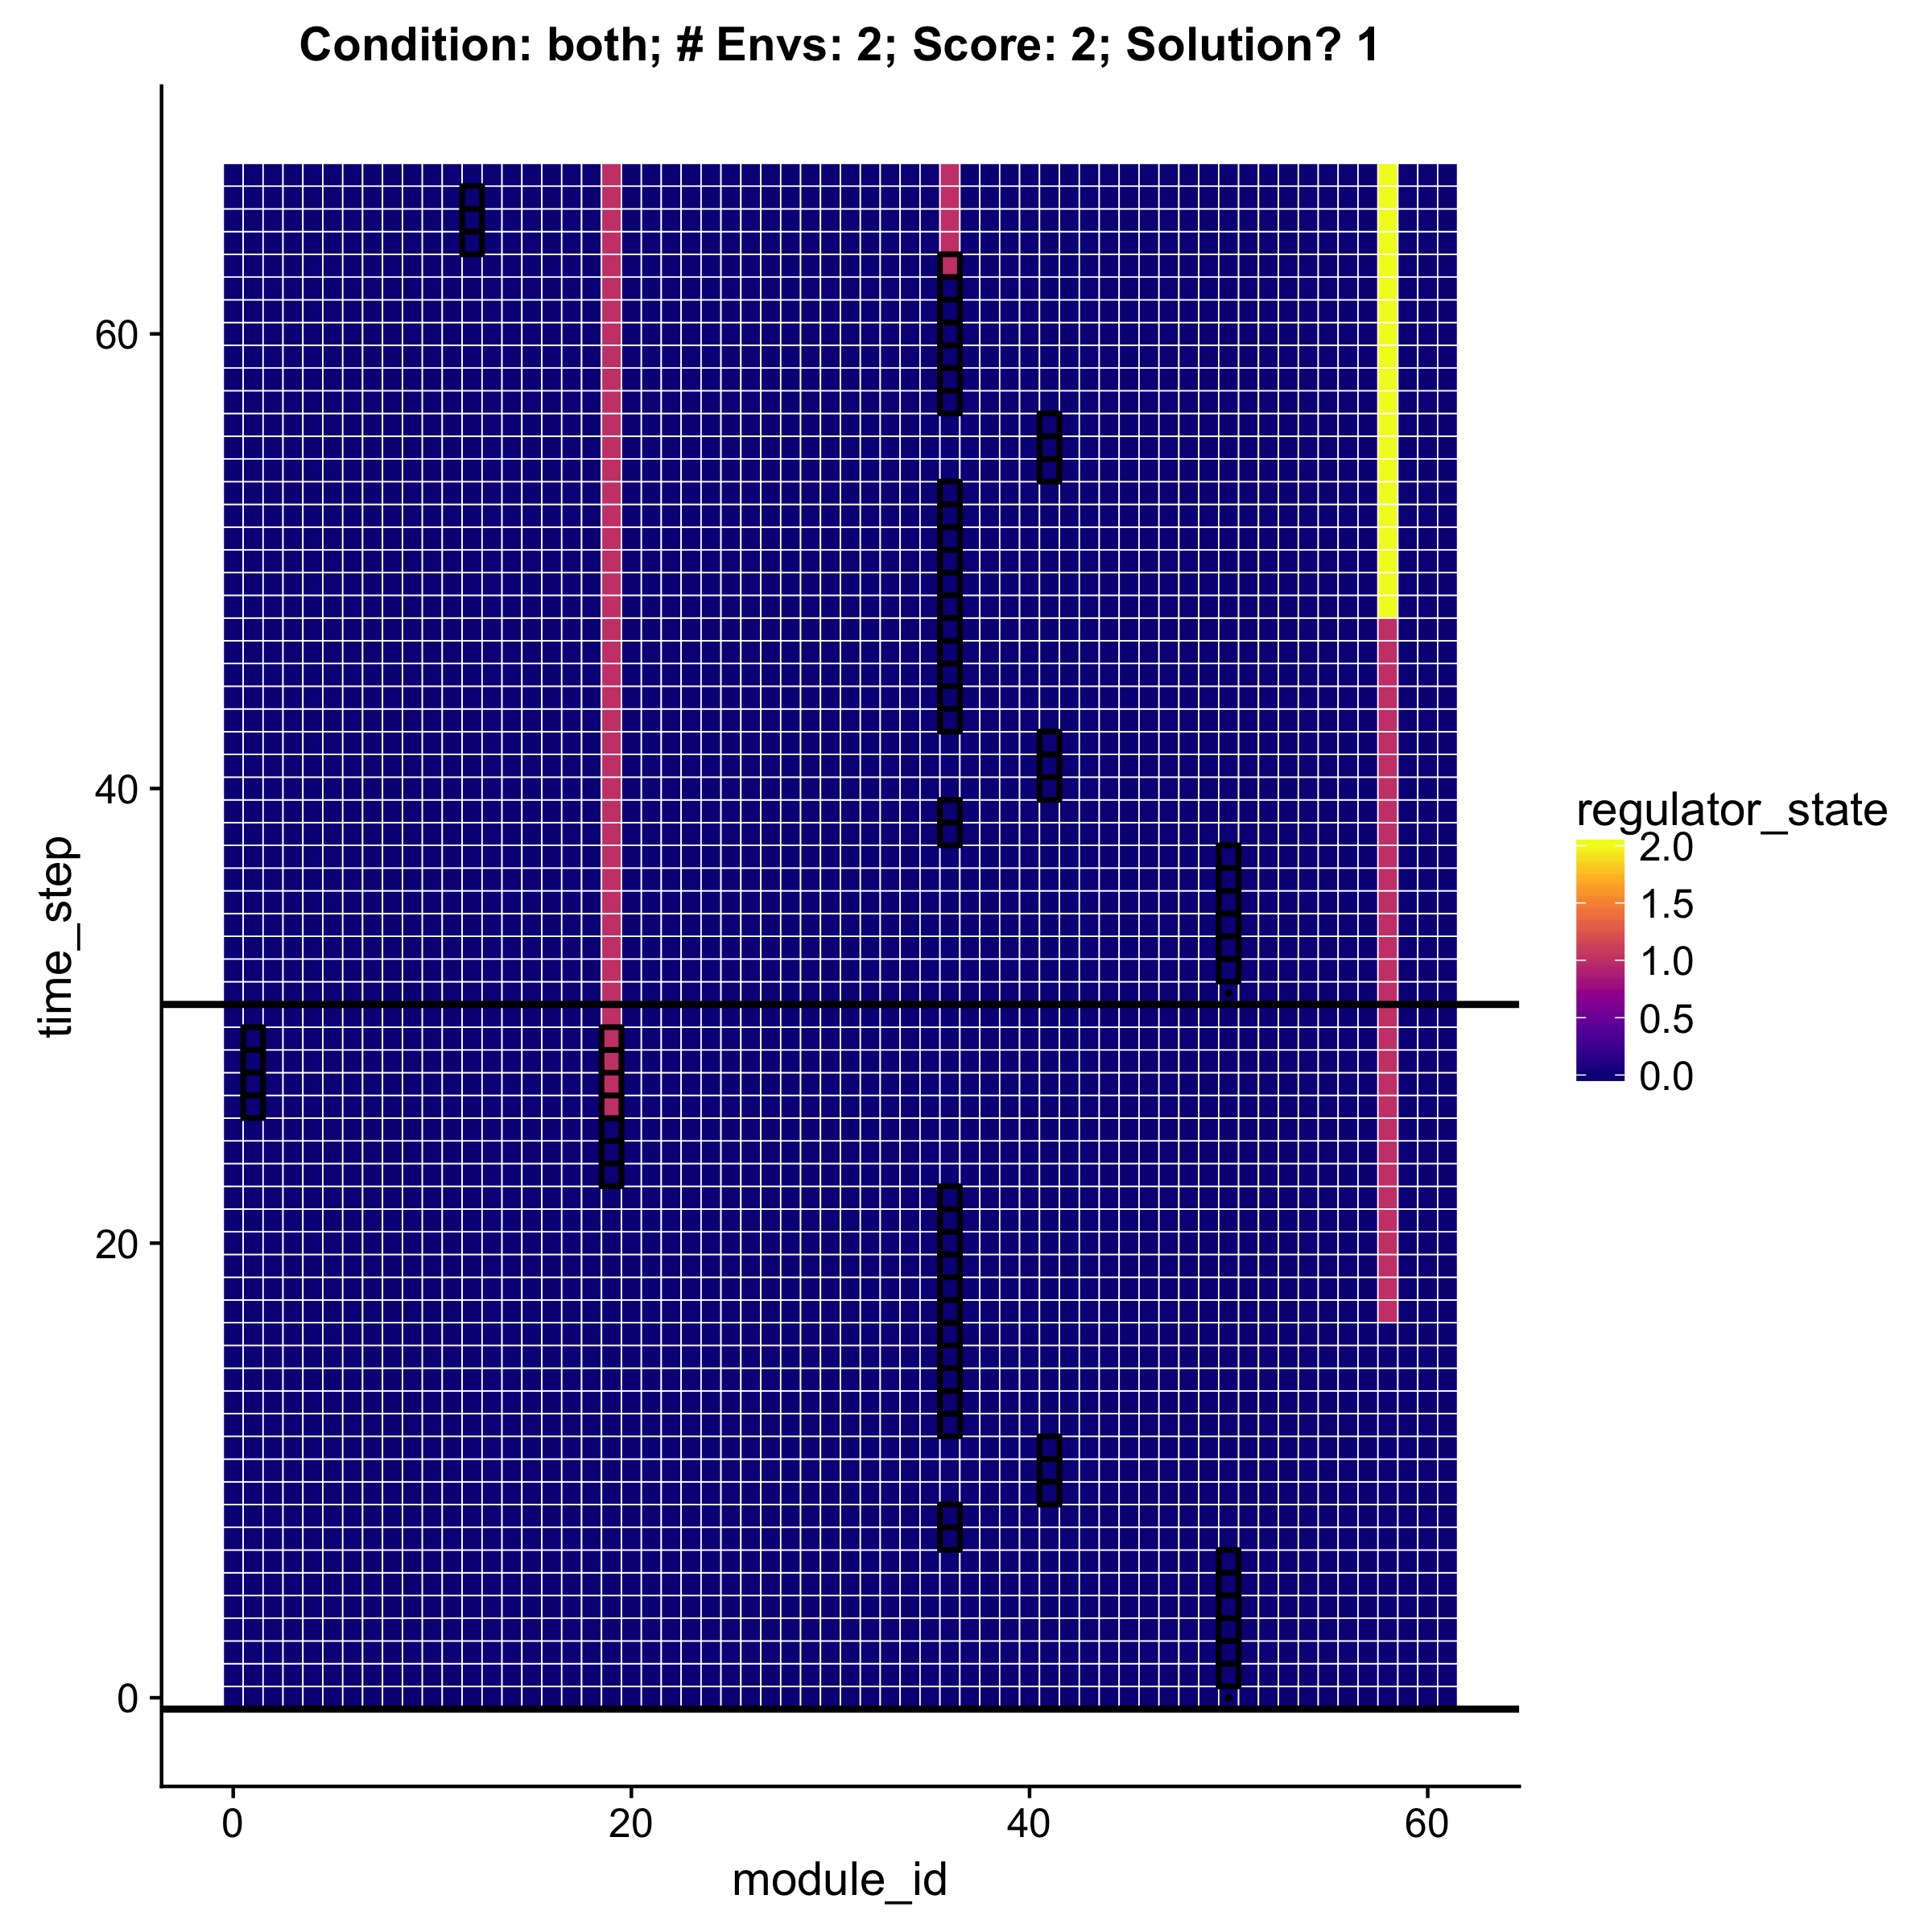 Condition: both; # Envs: 2; Score: 2; Solution? 1
60
40
20
0
time_step
0 20 40 60
module_id
regulator_state
2.0
1.5
1.0
0.5
0.0